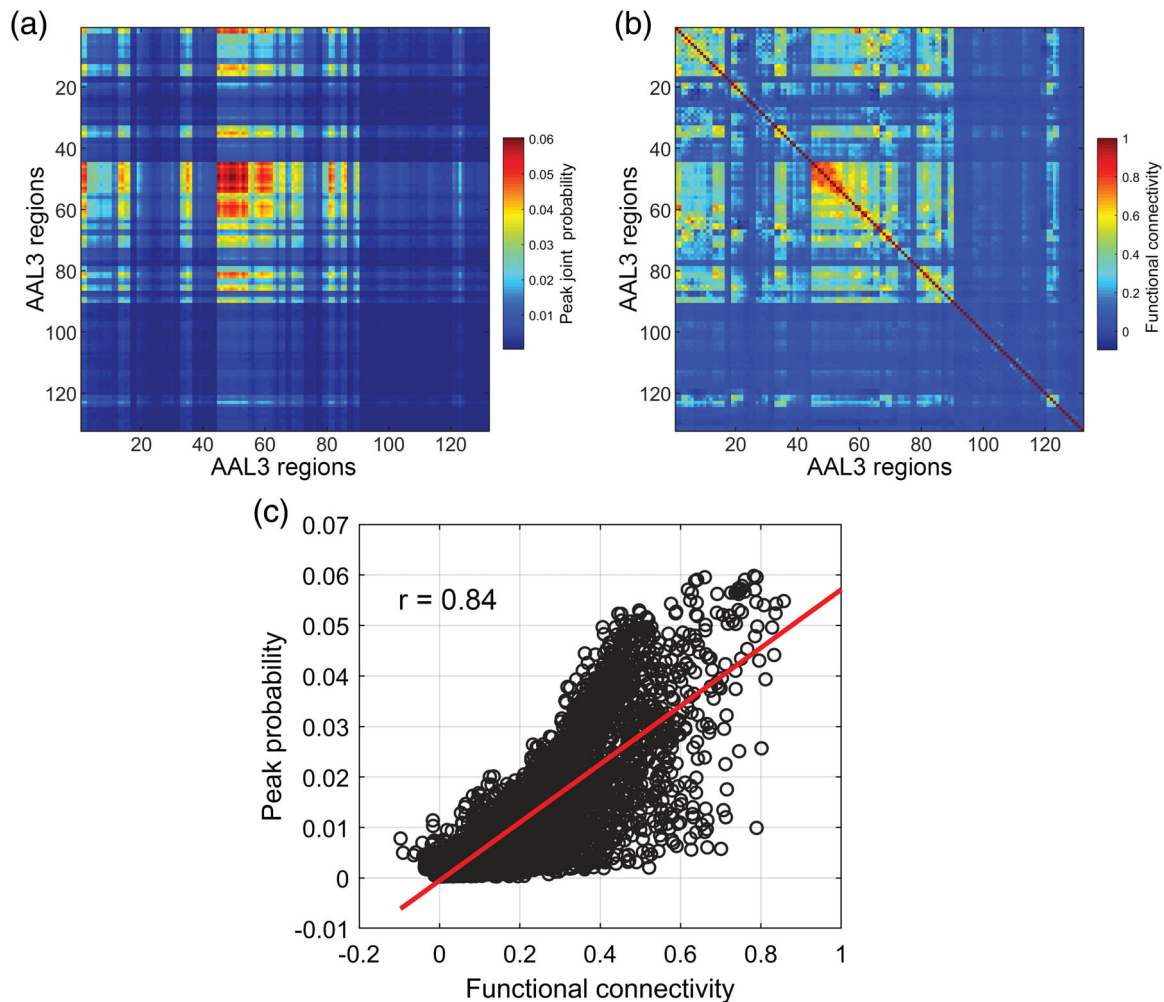 (a)
(b)
20
40
60
80
100
120
AAL3 regions
20 40 60 80 100 120
AAL3 regions
0.06
0.05
0.04
0.03
0.02
0.01
Peak joint probability
20
40
60
80
100
120
AAL3 regions
20 40 60 80 100 120
AAL3 regions
1
0.8
0.6
0.4
0.2
0
Functional connectivity
(c)
r = 0.84
0.07
0.06
0.05
0.04
0.03
0.02
0.01
0
-0.01
Peak probability
-0.2 0 0.2 0.4 0.6 0.8 1
Functional connectivity